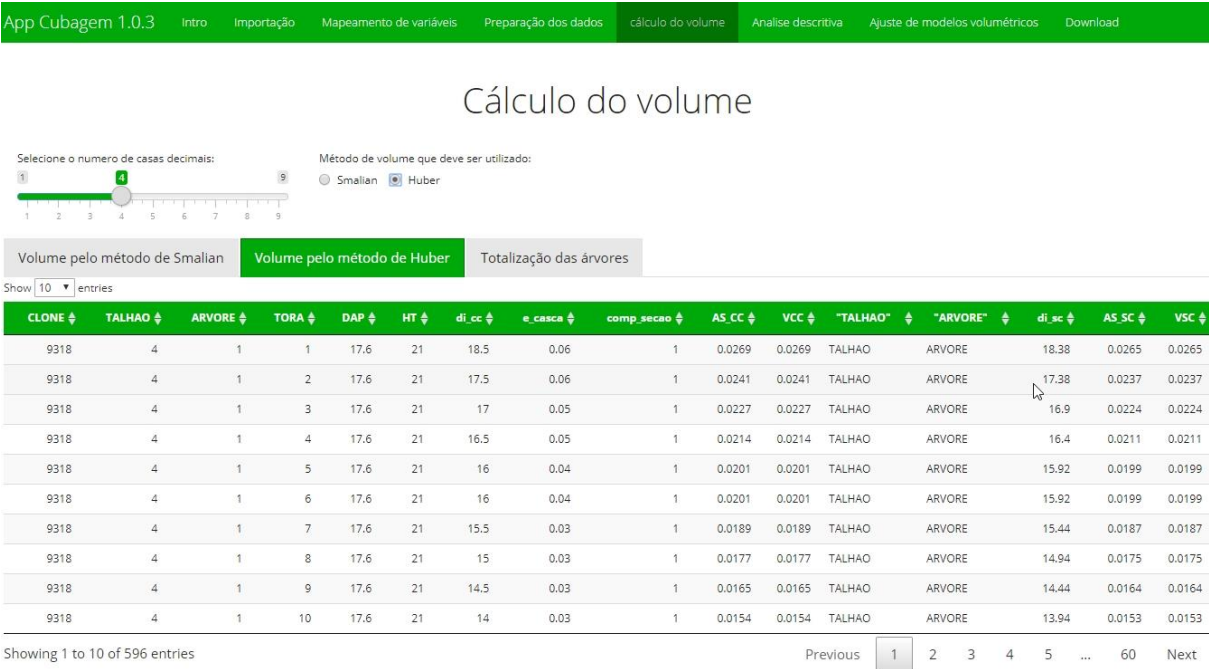 App Cubagem 1.0.3 Intro Importação Mapeamento de variáveis Preparação dos dados cálculo do volume Analise descritiva Ajuste de modelos volumétricos Download
Cálculo do volume
Selecione o numero de casas decimais: Método de volume que deve ser utilizado:
1 4 9 Smalian Huber
1 2 3 4 5 6 7 8 9
Volume pelo método de Smalian Volume pelo método de Huber Totalização das árvores
Show 10 entries
CLONE TALHAO ARVORE TORA DAP HT di_cc e_casca comp_secao AS_CC VCC "TALHAO" "ARVORE" di_sc AS_SC VSC
9318 4 1 1 17.6 21 18.5 0.06 1 0.0269 0.0269 TALHAO ARVORE 18.38 0.0265 0.0265
9318 4 1 2 17.6 21 17.5 0.06 1 0.0241 0.0241 TALHAO ARVORE 17.38 0.0237 0.0237
9318 4 1 3 17.6 21 17 0.05 1 0.0227 0.0227 TALHAO ARVORE 16.9 0.0224 0.0224
9318 4 1 4 17.6 21 16.5 0.05 1 0.0214 0.0214 TALHAO ARVORE 16.4 0.0211 0.0211
9318 4 1 5 17.6 21 16 0.04 1 0.0201 0.0201 TALHAO ARVORE 15.92 0.0199 0.0199
9318 4 1 6 17.6 21 16 0.04 1 0.0201 0.0201 TALHAO ARVORE 15.92 0.0199 0.0199
9318 4 1 7 17.6 21 15.5 0.03 1 0.0189 0.0189 TALHAO ARVORE 15.44 0.0187 0.0187
9318 4 1 8 17.6 21 15 0.03 1 0.0177 0.0177 TALHAO ARVORE 14.94 0.0175 0.0175
9318 4 1 9 17.6 21 14.5 0.03 1 0.0165 0.0165 TALHAO ARVORE 14.44 0.0164 0.0164
9318 4 1 10 17.6 21 14 0.03 1 0.0154 0.0154 TALHAO ARVORE 13.94 0.0153 0.0153
Showing 1 to 10 of 596 entries Previous 1 2 3 4 5 ... 60 Next